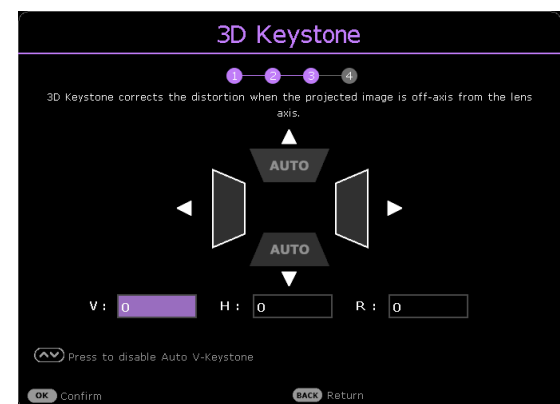 3D Keystone
1 2 3 4
3D Keystone corrects the distortion when the projected image is off-axis from the lens
axis.
AUTO
AUTO
V : 0 H : 0 R : 0
Press to disable Auto V-Keystone
OK Confirm BACK Return